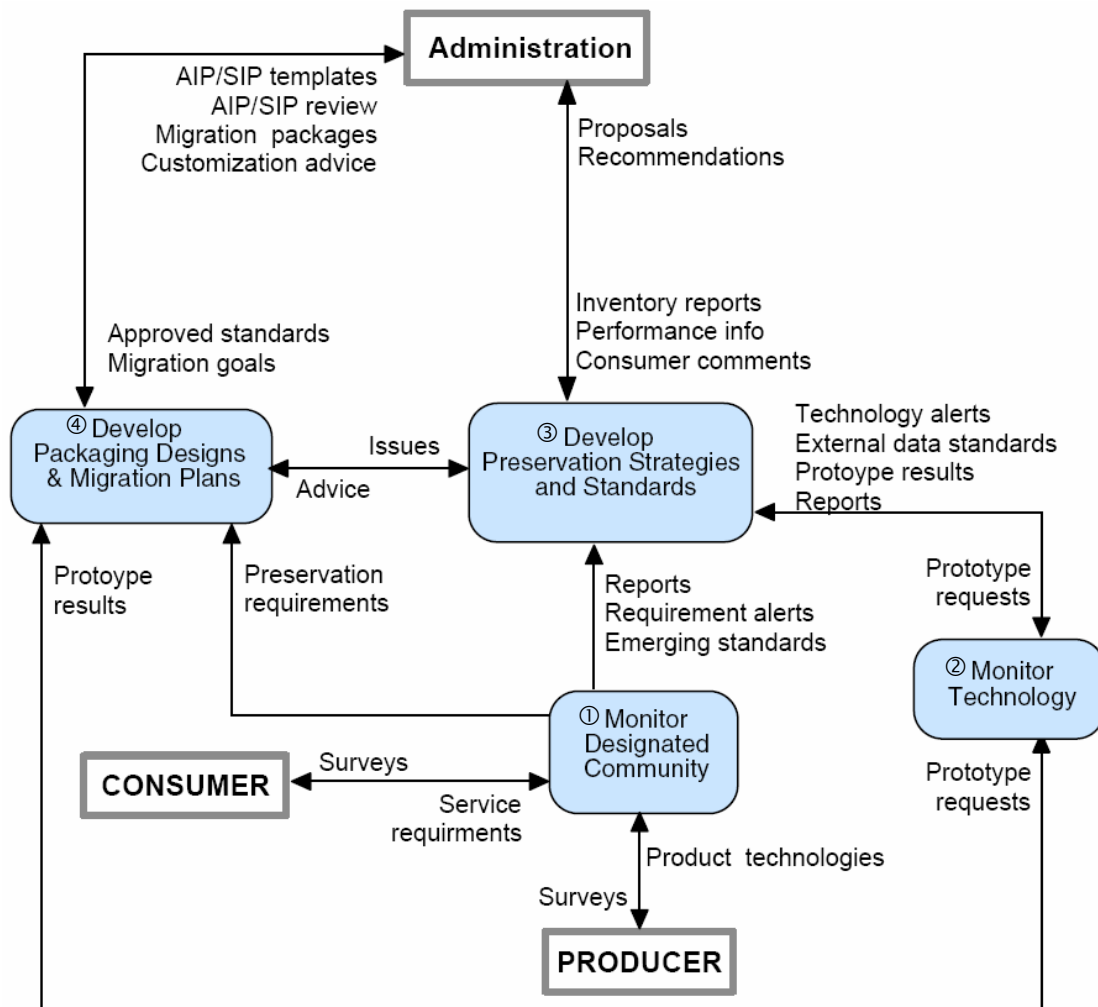 Administration
AIP/SIP templates
AIP/SIP review
Migration packages
Customization advice
Proposals
Recommendations
Inventory reports
Performance info
Consumer comments
Approved standards
Migration goals
④ Develop
Packaging Designs
& Migration Plans
Issues
Advice
③ Develop
Preservation Strategies
and Standards
Technology alerts
External data standards
Protoype results
Reports
Protoype
results
Preservation
requirements
Reports
Requirement alerts
Emerging standards
Prototype
requests
② Monitor
Technology
① Monitor
Designated
Community
CONSUMER
Surveys
Service
requirments
Prototype
requests
Product technologies
Surveys
PRODUCER